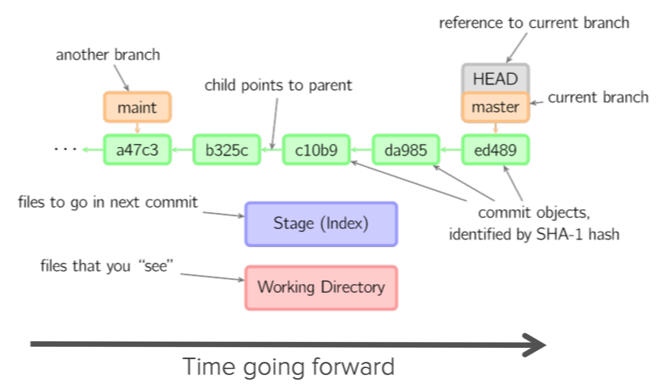 reference to current branch
another branch
child points to parent
HEAD
maint
master
current branch
··· a47c3 b325c c10b9 da985 ed489
files to go in next commit
Stage (Index)
commit objects,
identified by SHA-1 hash
files that you “see”
Working Directory
Time going forward